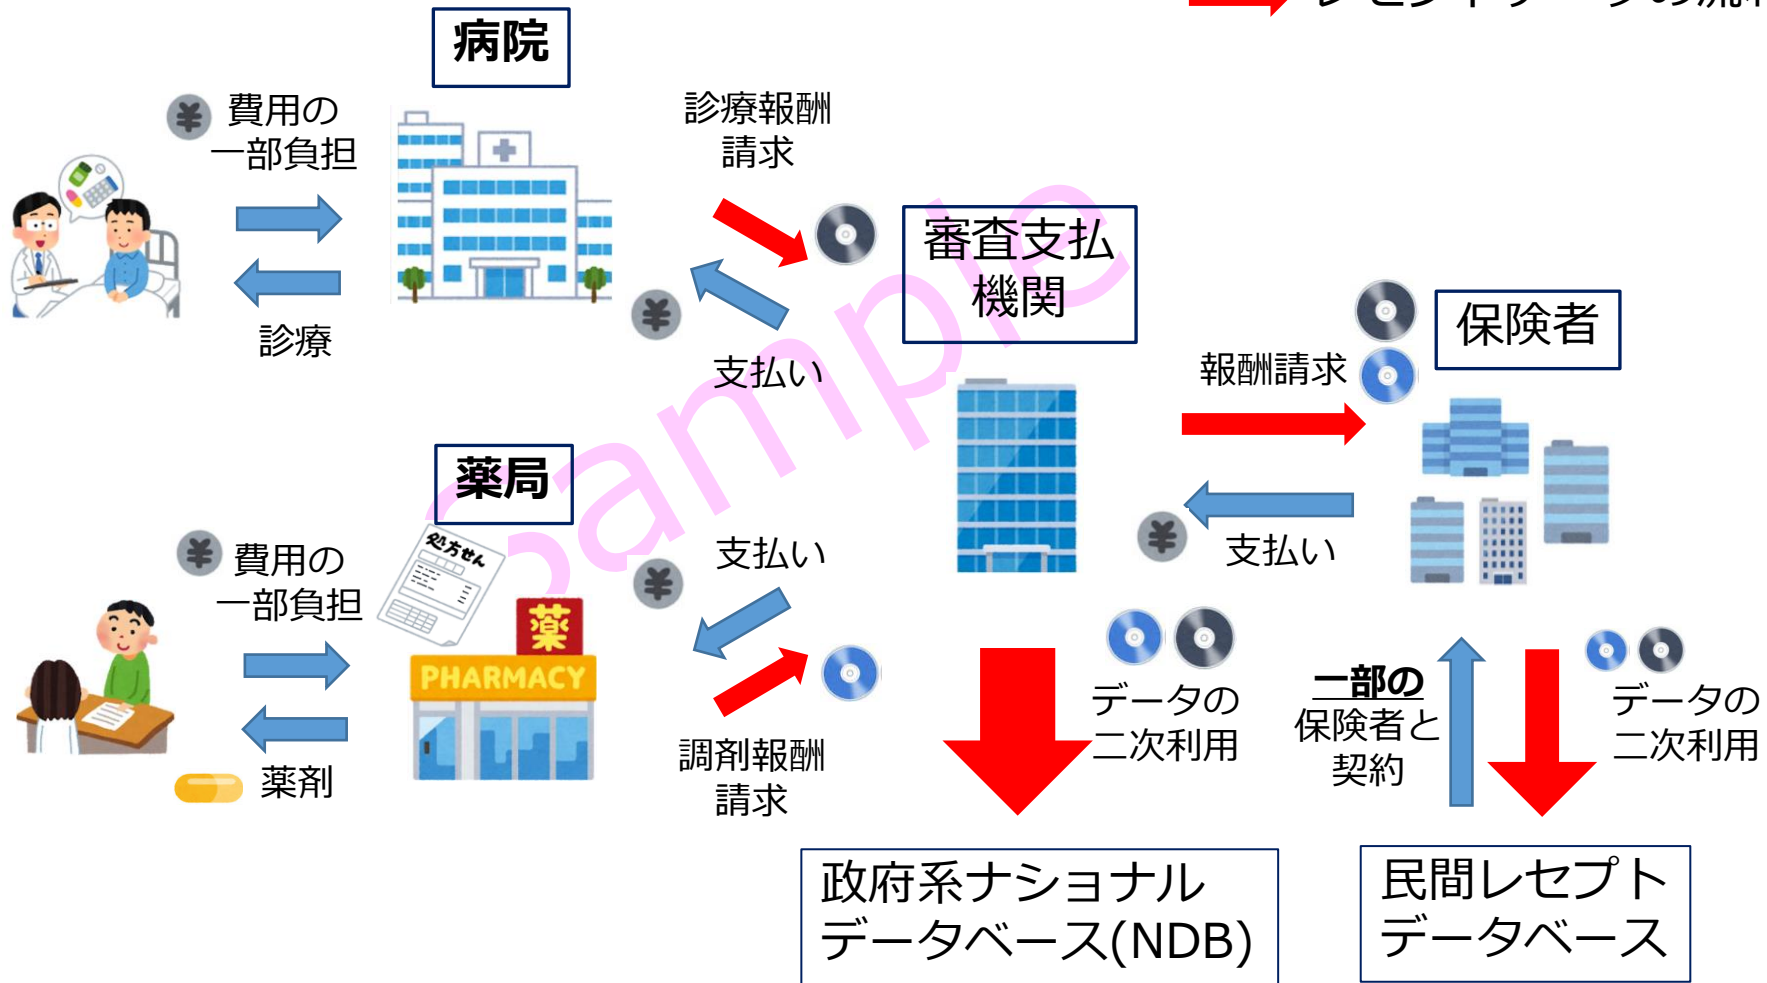 病院
費用の
一部負担
診療
診療報酬
請求
支払い
審査支払
機関
報酬請求
保険者
支払い
薬局
処方せん
費用の
一部負担
薬
PHARMACY
薬剤
支払い
調剤報酬
請求
データの
二次利用
一部の
保険者と
契約
データの
二次利用
政府系ナショナル
データベース(NDB)
民間レセプト
データベース
sample